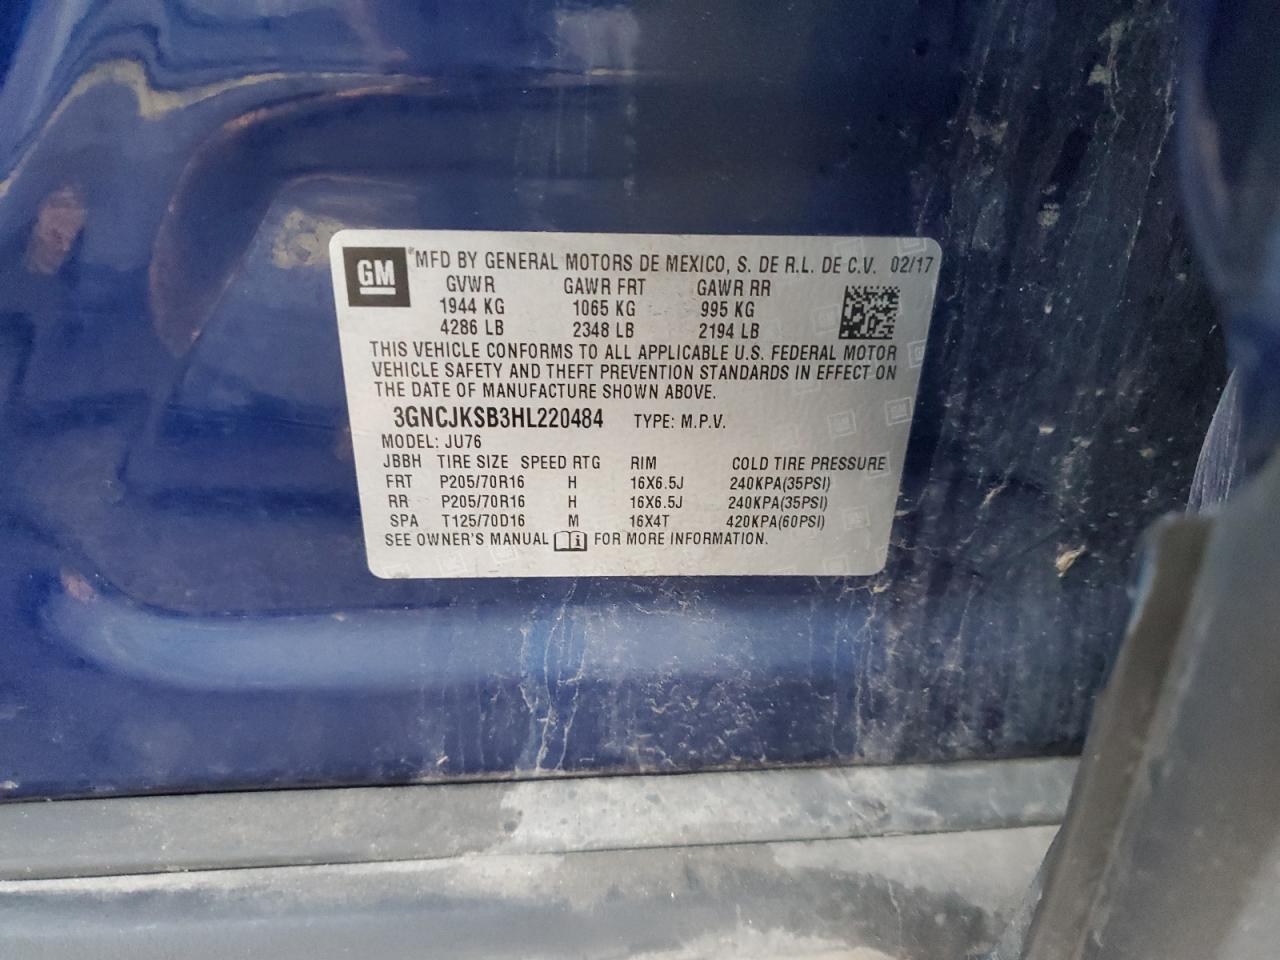 GM MFD BY GENERAL MOTORS DE MEXICO, S. DE R.L. DE C.V. 02/17
GVWR GAWR FRT GAWR RR
1944 KG 1065 KG 995 KG
4286 LB 2348 LB 2194 LB
THIS VEHICLE CONFORMS TO ALL APPLICABLE U.S. FEDERAL MOTOR
VEHICLE SAFETY AND THEFT PREVENTION STANDARDS IN EFFECT ON
THE DATE OF MANUFACTURE SHOWN ABOVE.
3GNCJKSB3HL220484 TYPE: M.P.V.
MODEL: JU76
JBBH TIRE SIZE SPEED RTG RIM COLD TIRE PRESSURE
FRT P205/70R16 H 16X6.5J 240KPA(35PSI)
RR P205/70R16 H 16X6.5J 240KPA(35PSI)
SPA T125/70D16 M 16X4T 420KPA(60PSI)
SEE OWNER'S MANUAL FOR MORE INFORMATION.